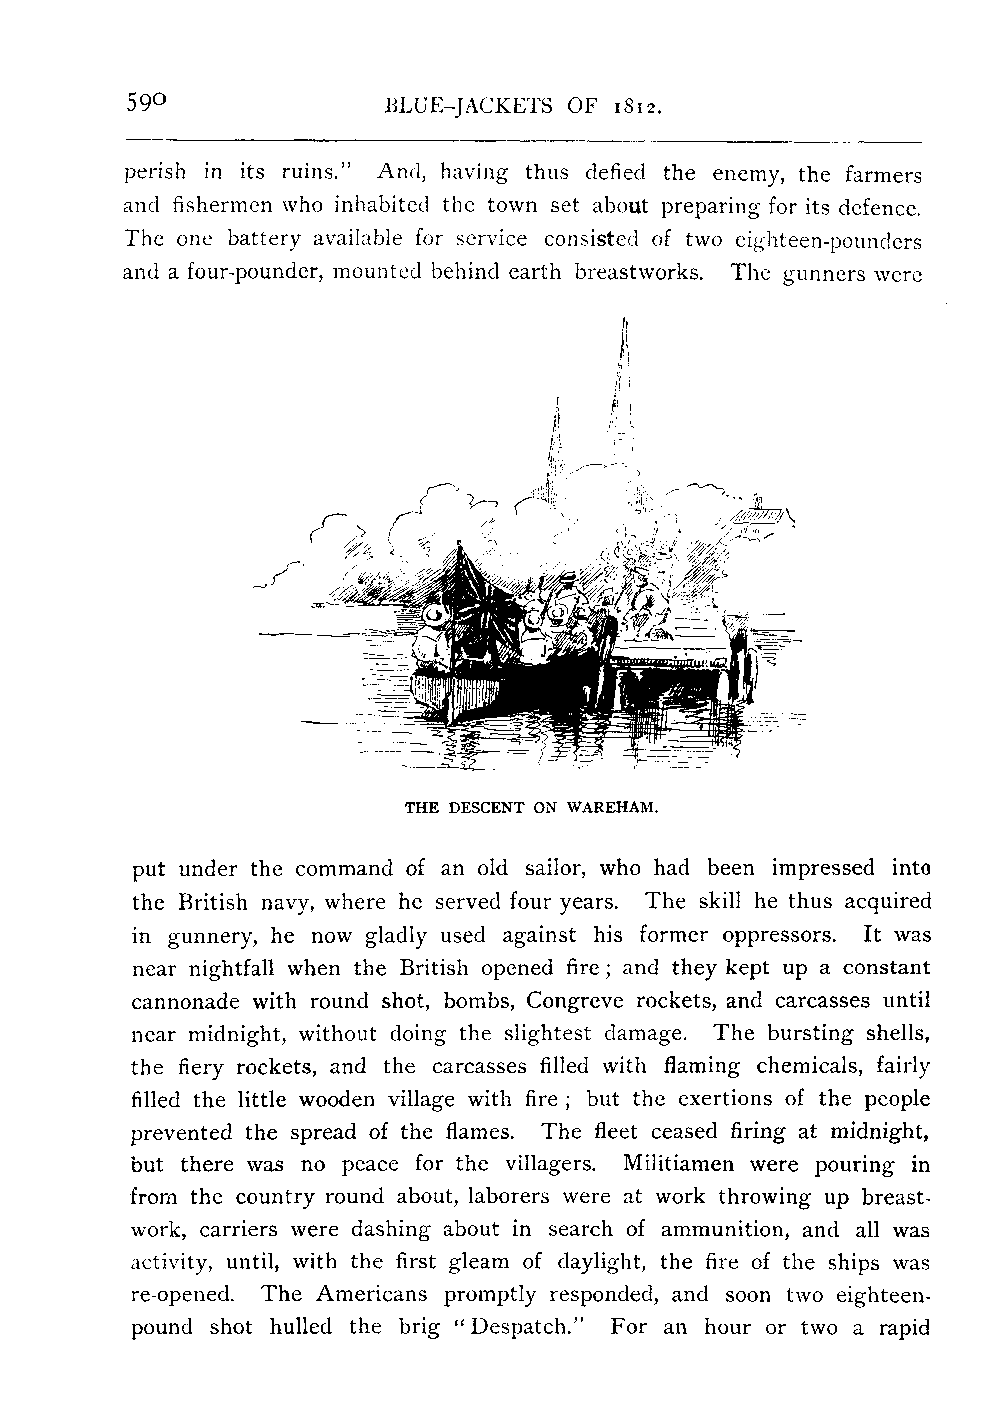 590
BLUE-JACKETS OF 1812.
perish in its ruins." And, having thus defied the enemy, the farmers
and fishermen who inhabited the town set about preparing for its defence.
The one battery available for service consisted of two eighteen-pounders
and a four-pounder, mounted behind earth breastworks. The gunners were
THE DESCENT ON WAREHAM.
put under the command of an old sailor, who had been impressed into
the British navy, where he served four years. The skill he thus acquired
in gunnery, he now gladly used against his former oppressors. It was
near nightfall when the British opened fire; and they kept up a constant
cannonade with round shot, bombs, Congreve rockets, and carcasses until
near midnight, without doing the slightest damage. The bursting shells,
the fiery rockets, and the carcasses filled with flaming chemicals, fairly
filled the little wooden village with fire; but the exertions of the people
prevented the spread of the flames. The fleet ceased firing at midnight,
but there was no peace for the villagers. Militiamen were pouring in
from the country round about, laborers were at work throwing up breast-
work, carriers were dashing about in search of ammunition, and all was
activity, until, with the first gleam of daylight, the fire of the ships was
re-opened. The Americans promptly responded, and soon two eighteen-
pound shot hulled the brig "Despatch." For an hour or two a rapid